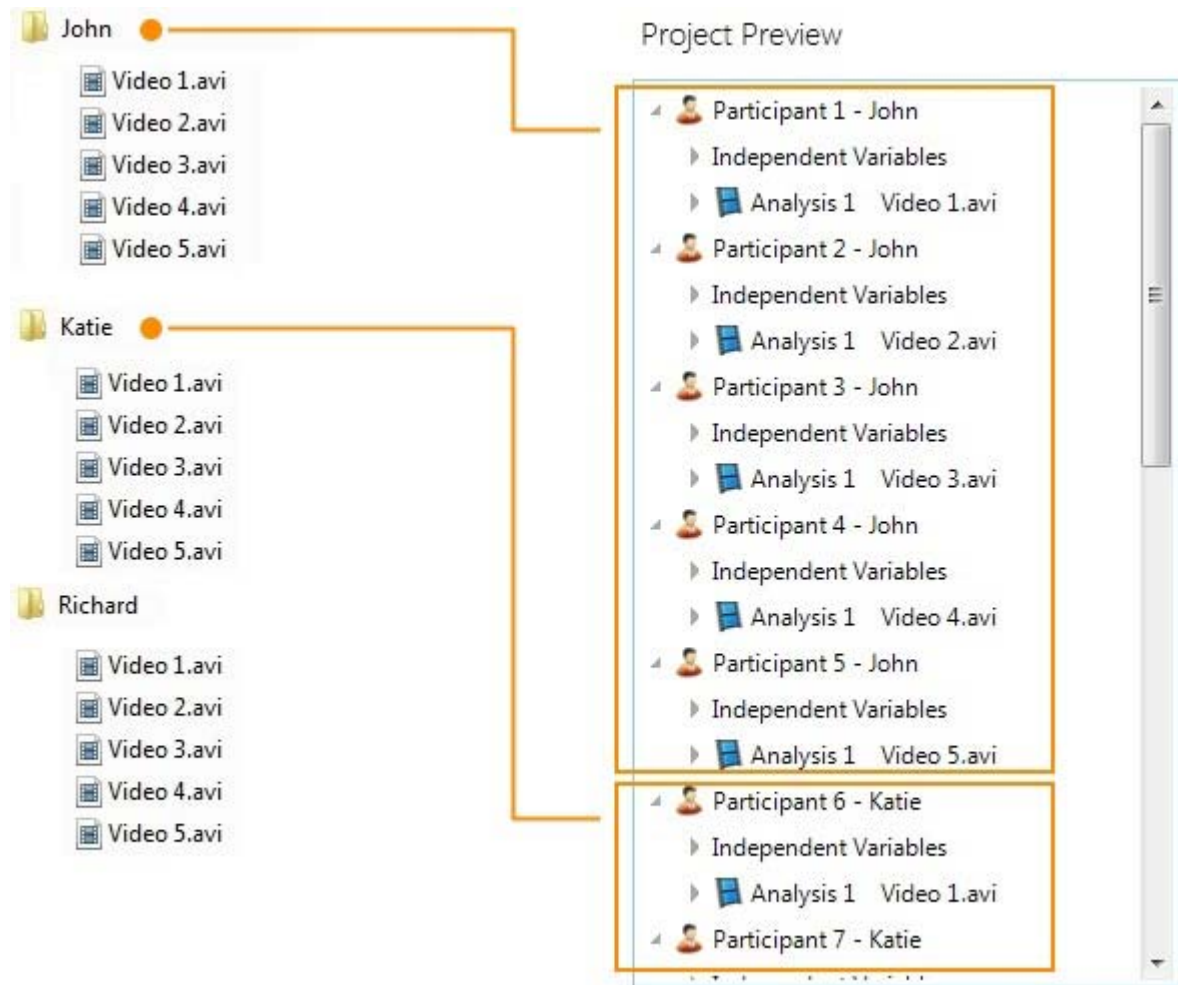 John
Video 1.avi
Video 2.avi
Video 3.avi
Video 4.avi
Video 5.avi
Katie
Video 1.avi
Video 2.avi
Video 3.avi
Video 4.avi
Video 5.avi
Richard
Video 1.avi
Video 2.avi
Video 3.avi
Video 4.avi
Video 5.avi
Project Preview
Participant 1 - John
Independent Variables
Analysis 1 Video 1.avi
Participant 2 - John
Independent Variables
Analysis 1 Video 2.avi
Participant 3 - John
Independent Variables
Analysis 1 Video 3.avi
Participant 4 - John
Independent Variables
Analysis 1 Video 4.avi
Participant 5 - John
Independent Variables
Analysis 1 Video 5.avi
Participant 6 - Katie
Independent Variables
Analysis 1 Video 1.avi
Participant 7 - Katie